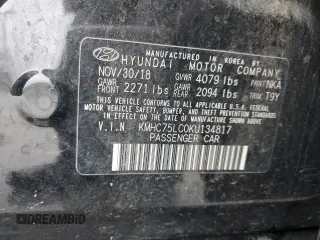 MANUFACTURED IN KOREA BY
HYUNDAI MOTOR COMPANY
NOV/30/18 GVWR 4079 lbs PAINT: NKA
GAWR FRONT 2271 lbs GAWR REAR 2094 lbs TRIM: T9Y
THIS VEHICLE CONFORMS TO ALL APPLICABLE U.S. FEDERAL
MOTOR VEHICLE SAFETY, BUMPER, AND THEFT PREVENTION
STANDARDS IN EFFECT ON THE DATE OF MANUFACTURE SHOWN ABOVE.
V.I.N : KMHC75LC0KU134817
PASSENGER CAR
© AutoBidMaster